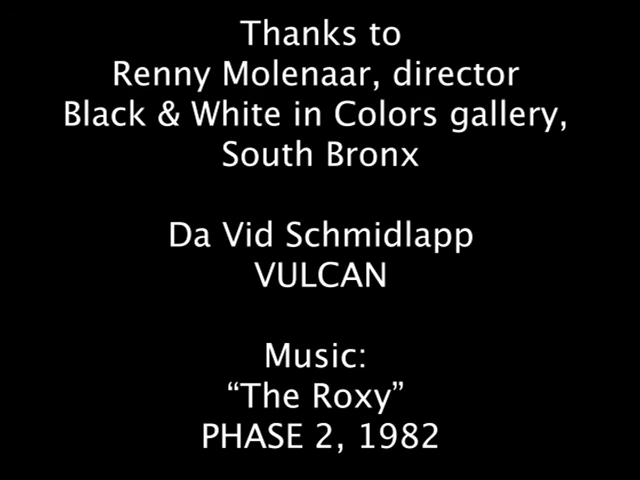 Thanks to
Renny Molenaar, director
Black & White in Colors gallery,
South Bronx
Da Vid Schmidlapp
VULCAN
Music:
“The Roxy”
PHASE 2, 1982